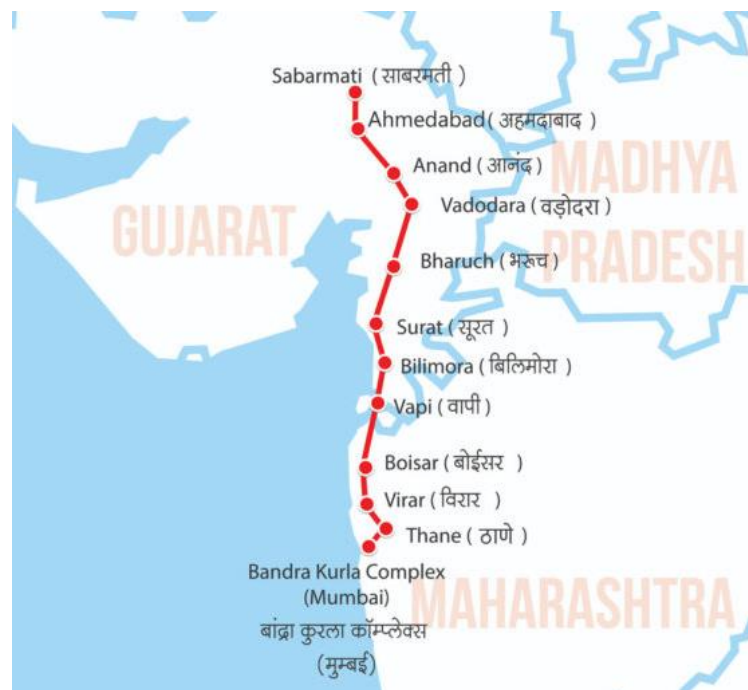 Sabarmati ( साबरमती )
Ahmedabad ( अहमदाबाद )
Anand ( आनंद )
MADHYA
PRADESH
Vadodara ( वड़ोदरा )
GUJARAT
Bharuch ( भरूच )
Surat ( सूरत )
Bilimora ( बिलिमोरा )
Vapi ( वापी )
Boisar ( बोईसर )
Virar ( विरार )
Thane ( ठाणे )
Bandra Kurla Complex
(Mumbai)
MAHARASHTRA
बांद्रा कुरला कॉम्प्लेक्स
(मुम्बई)